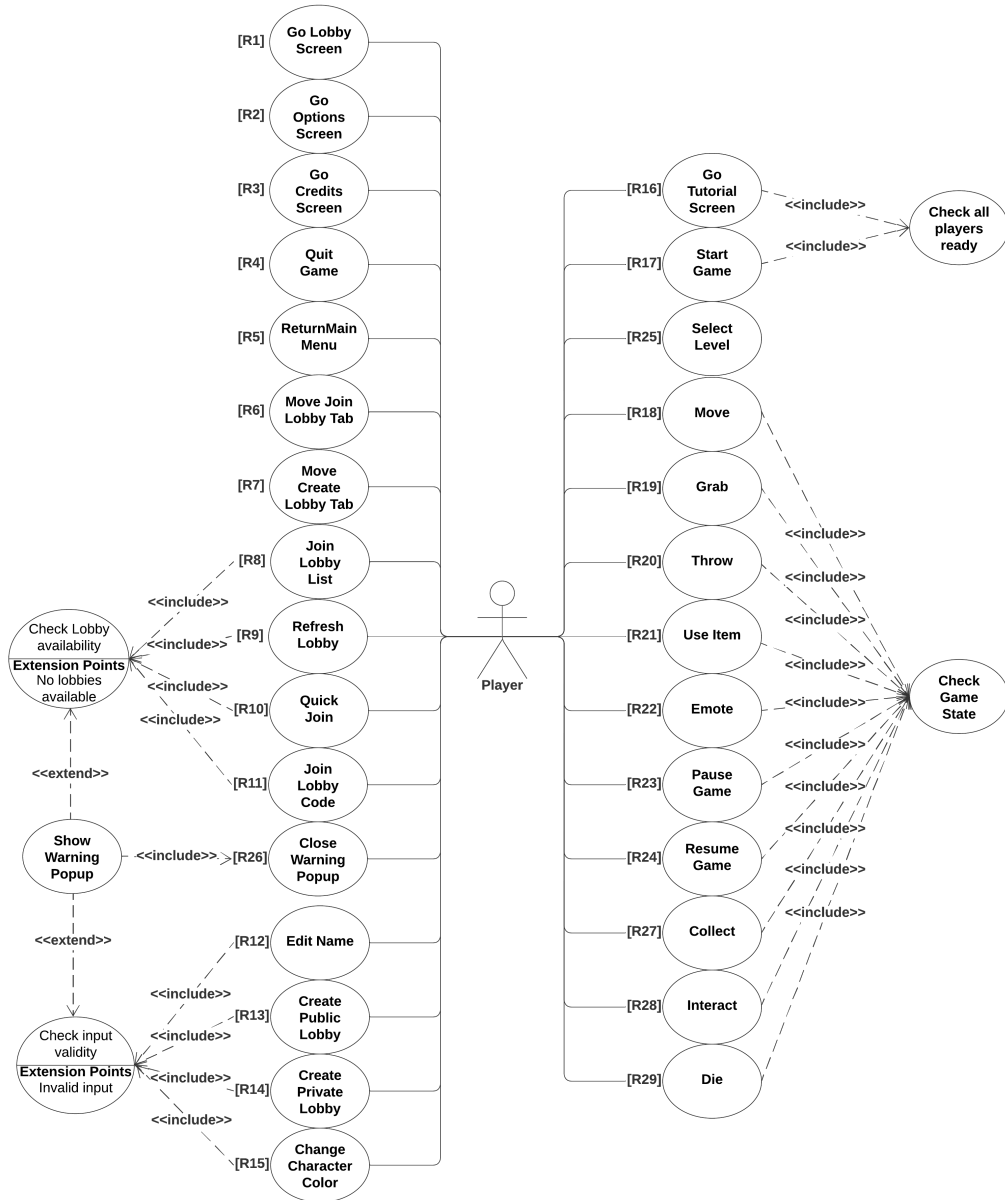 [R1]
Go Lobby
Screen
[R2]
Go
Options
Screen
[R3]
Go
Credits
Screen
[R4]
Quit
Game
[R5]
ReturnMain
Menu
[R6]
Move Join
Lobby Tab
[R7]
Move
Create
Lobby Tab
[R8]
Join
Lobby
List
[R9]
Refresh
Lobby
[R10]
Quick
Join
[R11]
Join
Lobby
Code
[R26]
Close
Warning
Popup
[R12]
Edit Name
[R13]
Create
Public
Lobby
[R14]
Create
Private
Lobby
[R15]
Change
Character
Color
<<include>>
<<include>>
<<include>>
<<include>>
Check Lobby
availability
Extension Points
No lobbies
available
<<extend>>
Show
Warning
Popup
<<include>>
<<extend>>
Check input
validity
Extension Points
Invalid input
<<include>>
<<include>>
<<include>>
<<include>>
Player
[R16]
Go
Tutorial
Screen
[R17]
Start
Game
[R25]
Select
Level
[R18]
Move
[R19]
Grab
[R20]
Throw
[R21]
Use Item
[R22]
Emote
[R23]
Pause
Game
[R24]
Resume
Game
[R27]
Collect
[R28]
Interact
[R29]
Die
<<include>>
<<include>>
Check all
players
ready
<<include>>
<<include>>
<<include>>
<<include>>
<<include>>
<<include>>
<<include>>
<<include>>
<<include>>
<<include>>
Check
Game
State